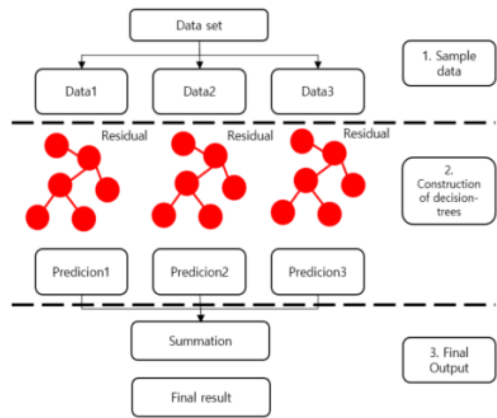 Data set
1. Sample
data
Data1 Data2 Data3
Residual Residual Residual
2.
Construction
of decision-
trees
Predicion1 Predicion2 Predicion3
Summation
3. Final
Output
Final result